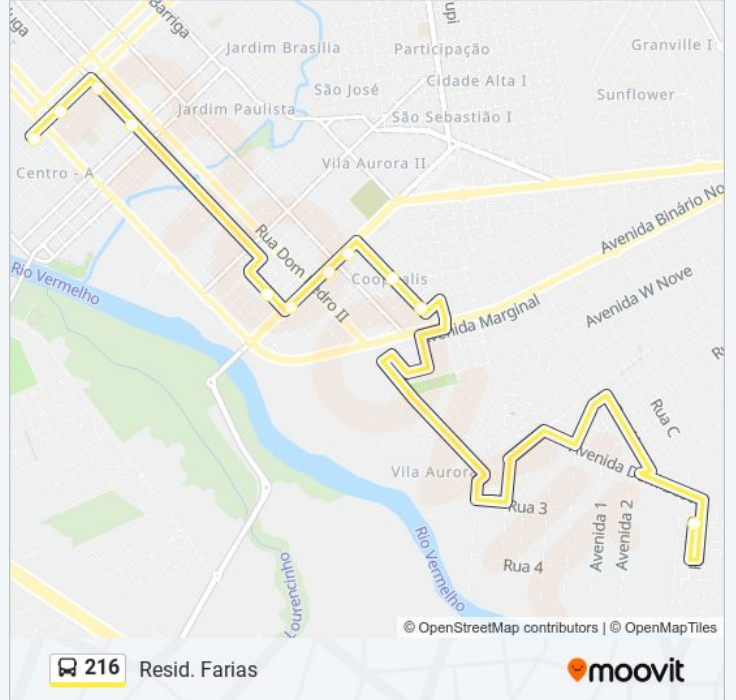 Barriga
Jardim Brasília
Participação
Granville I
São José
Cidade Alta I
Sunflower
Jardim Paulista
São Sebastião I
Vila Aurora II
Centro - A
Avenida Binário No
Rua Dom Pedro II
Rio Vermelho
Avenida W Nove
Avenida Marginal
Rua C
Vila Aurora
Avenida D
Rua 3
Avenida 1
Avenida 2
Rua 4
Rio Vermelho
Lourencinho
© OpenStreetMap contributors | © OpenMapTiles
216 Resid. Farias
moovit